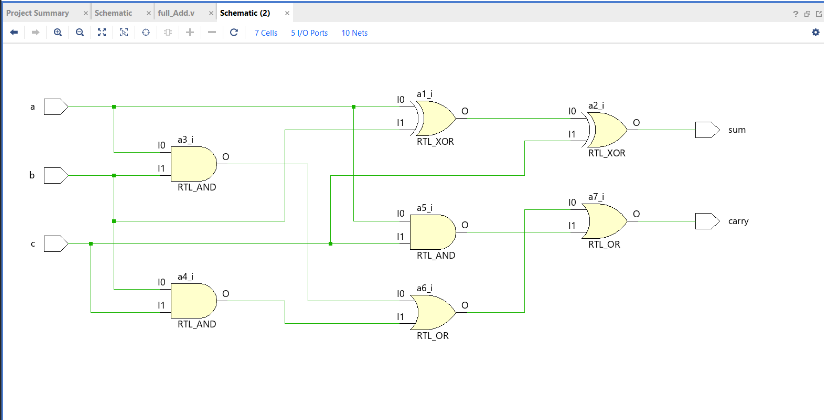 Project Summary × Schematic × full_Add.v × Schematic (2) ×
7 Cells 5 I/O Ports 10 Nets
a
b
c
a3_i
I0
I1
O
RTL_AND
a4_i
I0
I1
O
RTL_AND
a1_i
I0
I1
O
RTL_XOR
a5_i
I0
I1
O
RTL_AND
a6_i
I0
I1
O
RTL_OR
a2_i
I0
I1
O
RTL_XOR
a7_i
I0
I1
O
RTL_OR
sum
carry